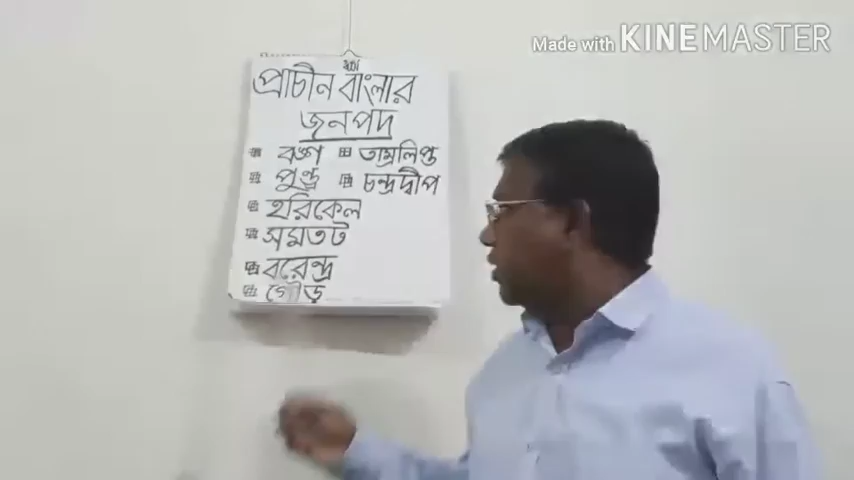 Made with KINEMASTER
প্রাচীন বাংলার
জনপদ
বঙ্গ তাম্রলিপ্ত
পুন্ড্র চন্দ্রদ্বীপ
হরিকেল
সমতট
বরেন্দ্র
গৌড়